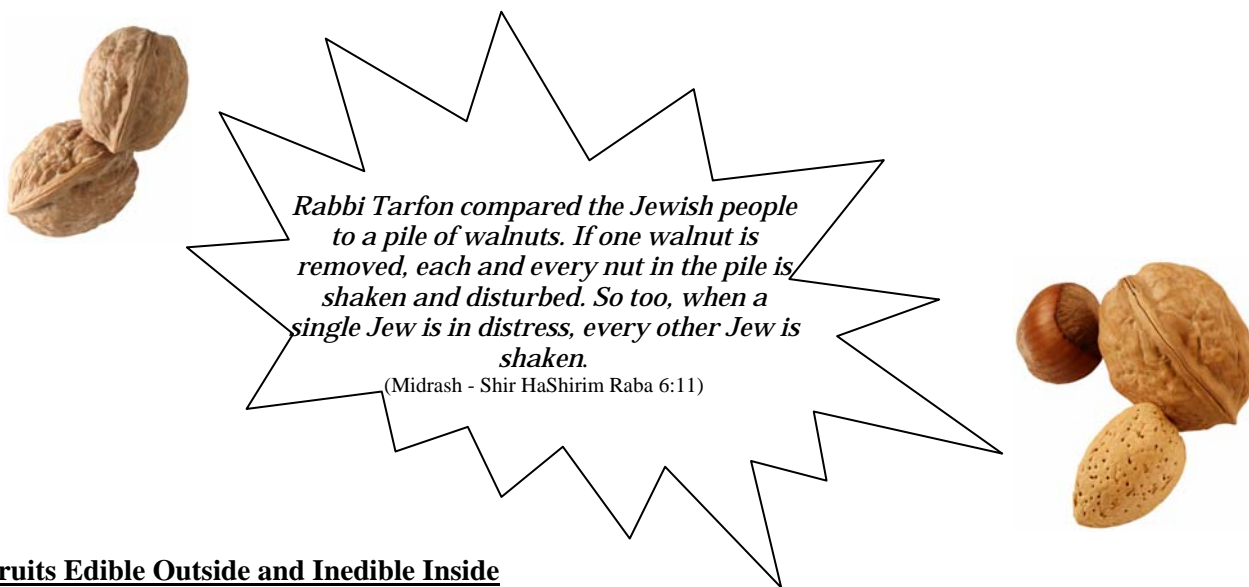 Rabbi Tarfon compared the Jewish people
to a pile of walnuts. If one walnut is
removed, each and every nut in the pile is
shaken and disturbed. So too, when a
single Jew is in distress, every other Jew is
shaken.
(Midrash - Shir HaShirim Raba 6:11)
ruits Edible Outside and Inedible Inside